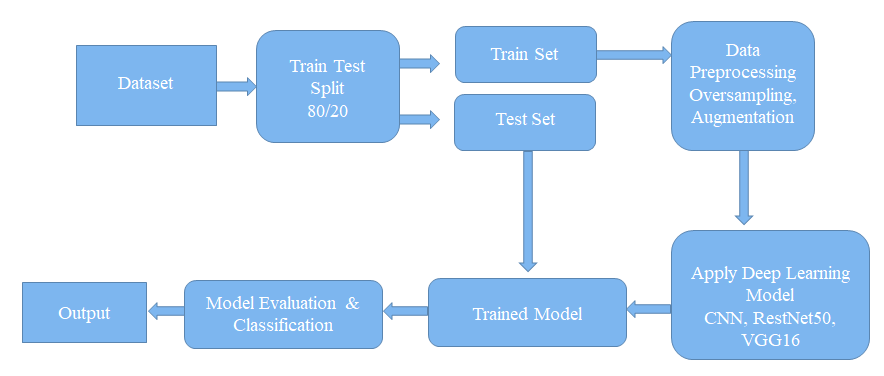 Dataset
Train Test
Split
80/20
Train Set
Test Set
Data
Preprocessing
Oversampling,
Augmentation
Apply Deep Learning
Model
CNN, RestNet50,
VGG16
Trained Model
Model Evaluation &
Classification
Output